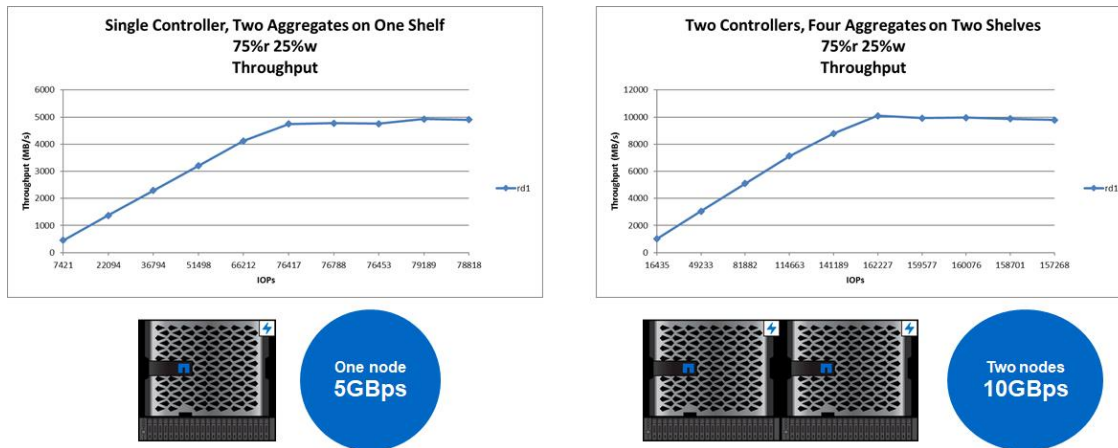 Single Controller, Two Aggregates on One Shelf
75%r 25%w
Throughput
Throughput (MB/s)
6000
5000
4000
3000
2000
1000
0
7421 22094 36794 51498 66212 76417 76788 76453 79189 78818
IOPs
rd1
Two Controllers, Four Aggregates on Two Shelves
75%r 25%w
Throughput
Throughput (MB/s)
12000
10000
8000
6000
4000
2000
0
16435 49233 81882 114663 141189 162227 159577 160076 158701 157268
IOPs
rd1
One node
5GBps
Two nodes
10GBps